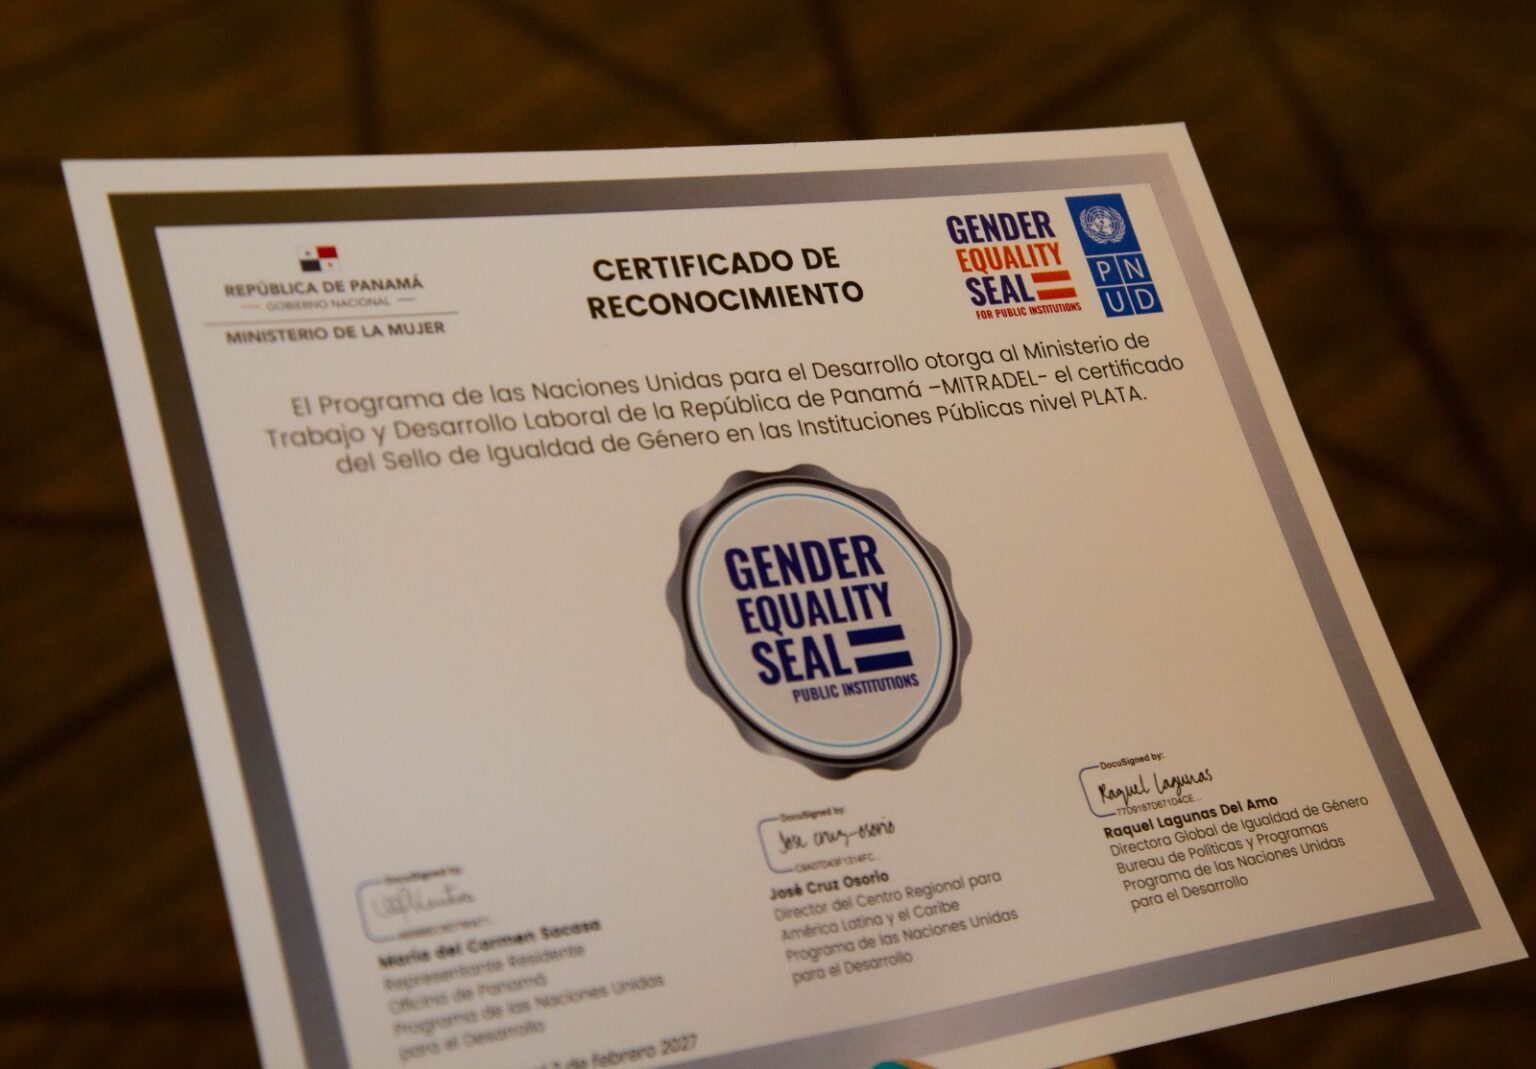 REPÚBLICA DE PANAMÁ
GOBIERNO NACIONAL
MINISTERIO DE LA MUJER
CERTIFICADO DE
RECONOCIMIENTO
GENDER
EQUALITY
SEAL
FOR PUBLIC INSTITUTIONS
PN
UD
El Programa de las Naciones Unidas para el Desarrollo otorga al Ministerio de
Trabajo y Desarrollo Laboral de la República de Panamá –MITRADEL- el certificado
del Sello de Igualdad de Género en las Instituciones Públicas nivel PLATA.
GENDER
EQUALITY
SEAL
PUBLIC INSTITUTIONS
DocuSigned by:
María del Carmen Sacasa
Representante Residente
Oficina de Panamá
Programa de las Naciones Unidas
para el Desarrollo
DocuSigned by:
Jose cruz-osorio
José Cruz Osorio
Director del Centro Regional para
América Latina y el Caribe
Programa de las Naciones Unidas
para el Desarrollo
DocuSigned by:
Raquel Lagunas
77D9187D671D4CE...
Raquel Lagunas Del Amo
Directora Global de Igualdad de Género
Bureau de Políticas y Programas
Programa de las Naciones Unidas
para el Desarrollo
de febrero 2027